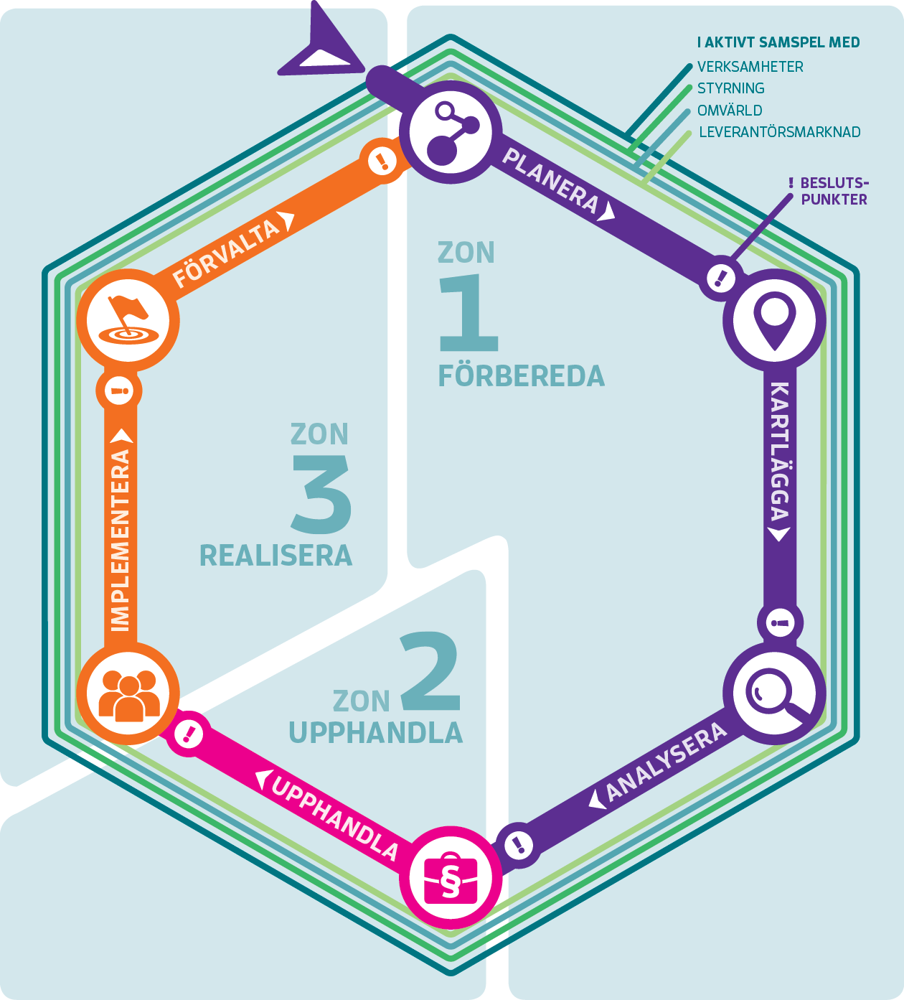 I AKTIVT SAMSPEL MED
VERKSAMHETER
STYRNING
OMVÄRLD
LEVERANTÖRSMARKNAD
! BESLUTS-
PUNKTER
PLANERA
!
KARTLÄGGA
!
ANALYSERA
!
§
UPPHANDLA
!
IMPLEMENTERA
!
FÖRVALTA
!
ZON
1
FÖRBEREDA
ZON 2
UPPHANDLA
ZON
3
REALISERA